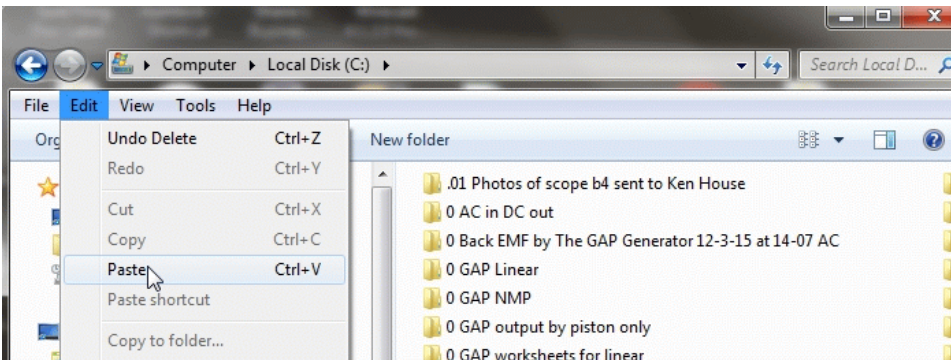 Computer ▸ Local Disk (C:) ▸ Search Local D...
File Edit View Tools Help
Org New folder
Undo Delete Ctrl+Z
Redo Ctrl+Y
Cut Ctrl+X
Copy Ctrl+C
Paste Ctrl+V
Paste shortcut
Copy to folder...
.01 Photos of scope b4 sent to Ken House
0 AC in DC out
0 Back EMF by The GAP Generator 12-3-15 at 14-07 AC
0 GAP Linear
0 GAP NMP
0 GAP output by piston only
0 GAP worksheets for linear